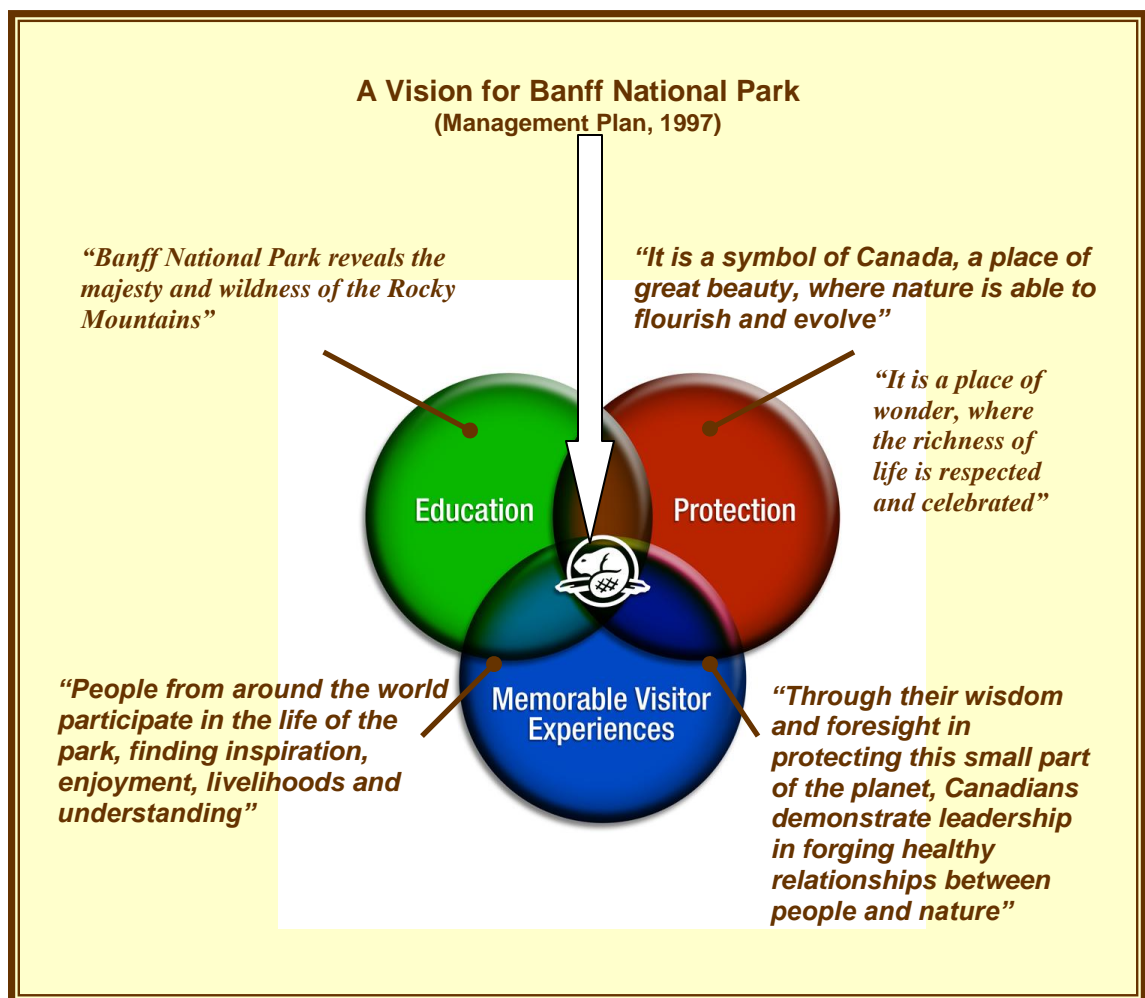 A Vision for Banff National Park
(Management Plan, 1997)
“Banff National Park reveals the
majesty and wildness of the Rocky
Mountains”
“It is a symbol of Canada, a place of
great beauty, where nature is able to
flourish and evolve”
“It is a place of
wonder, where
the richness of
life is respected
and celebrated”
Education
Protection
Memorable Visitor
Experiences
“People from around the world
participate in the life of the
park, finding inspiration,
enjoyment, livelihoods and
understanding”
“Through their wisdom
and foresight in
protecting this small part
of the planet, Canadians
demonstrate leadership
in forging healthy
relationships between
people and nature”